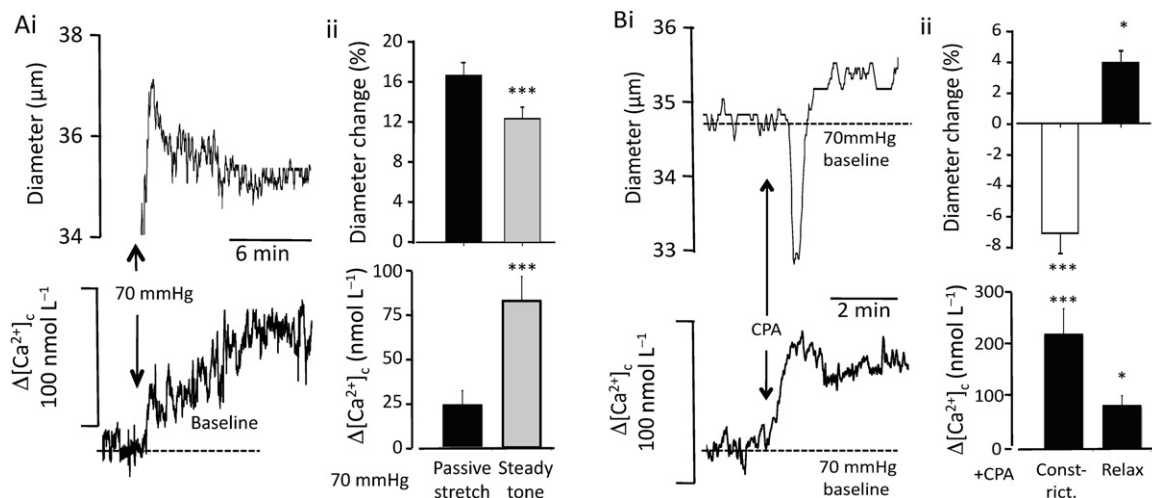 Ai
38
36
34
Diameter (µm)
6 min
70 mmHg
Δ[Ca²⁺]c
100 nmol L⁻¹
Baseline
ii
20
16
12
8
4
0
Diameter change (%)
***
100
75
50
25
0
Δ[Ca²⁺]c (nmol L⁻¹)
***
70 mmHg
Passive stretch
Steady tone
Bi
36
35
34
33
Diameter (µm)
70mmHg
baseline
2 min
CPA
Δ[Ca²⁺]c
100 nmol L⁻¹
70 mmHg
baseline
ii
6
4
2
0
-2
-4
-6
-8
Diameter change (%)
*
***
300
200
100
0
Δ[Ca²⁺]c (nmol L⁻¹)
***
*
+CPA
Const-
rict.
Relax